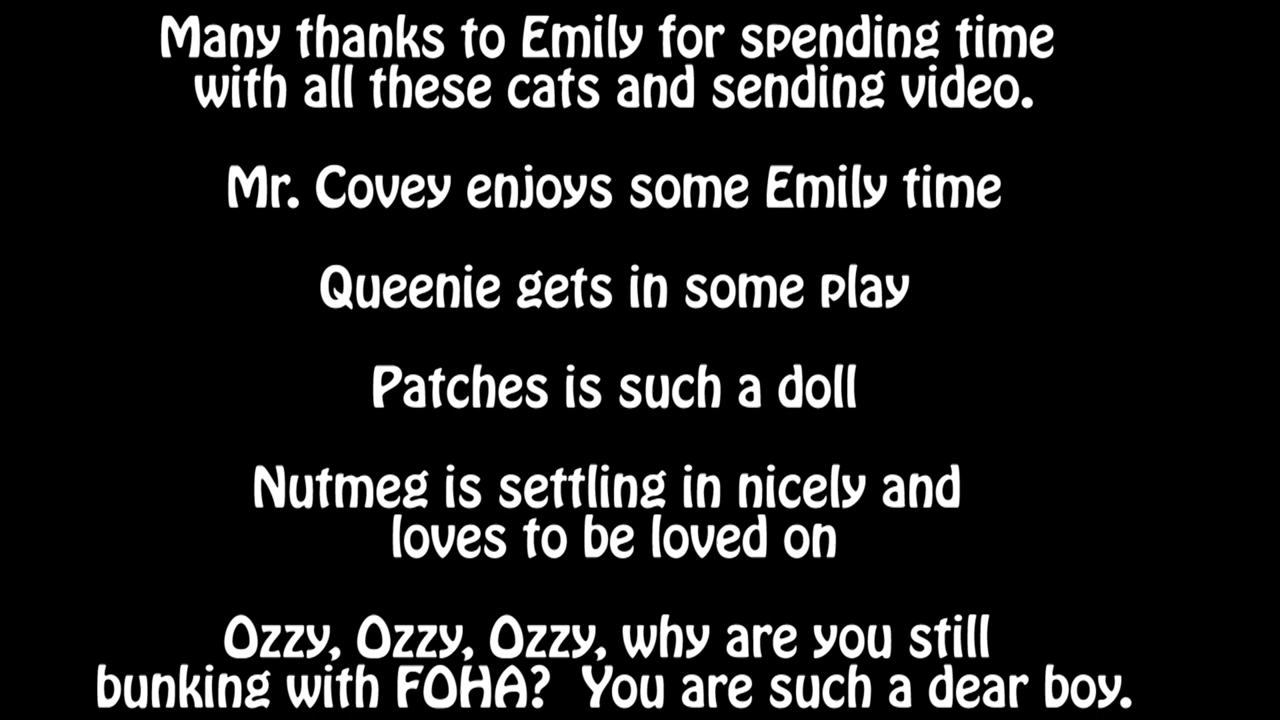 Many thanks to Emily for spending time
with all these cats and sending video.
Mr. Covey enjoys some Emily time
Queenie gets in some play
Patches is such a doll
Nutmeg is settling in nicely and
loves to be loved on
Ozzy, Ozzy, Ozzy, why are you still
bunking with FOHA?  You are such a dear boy.